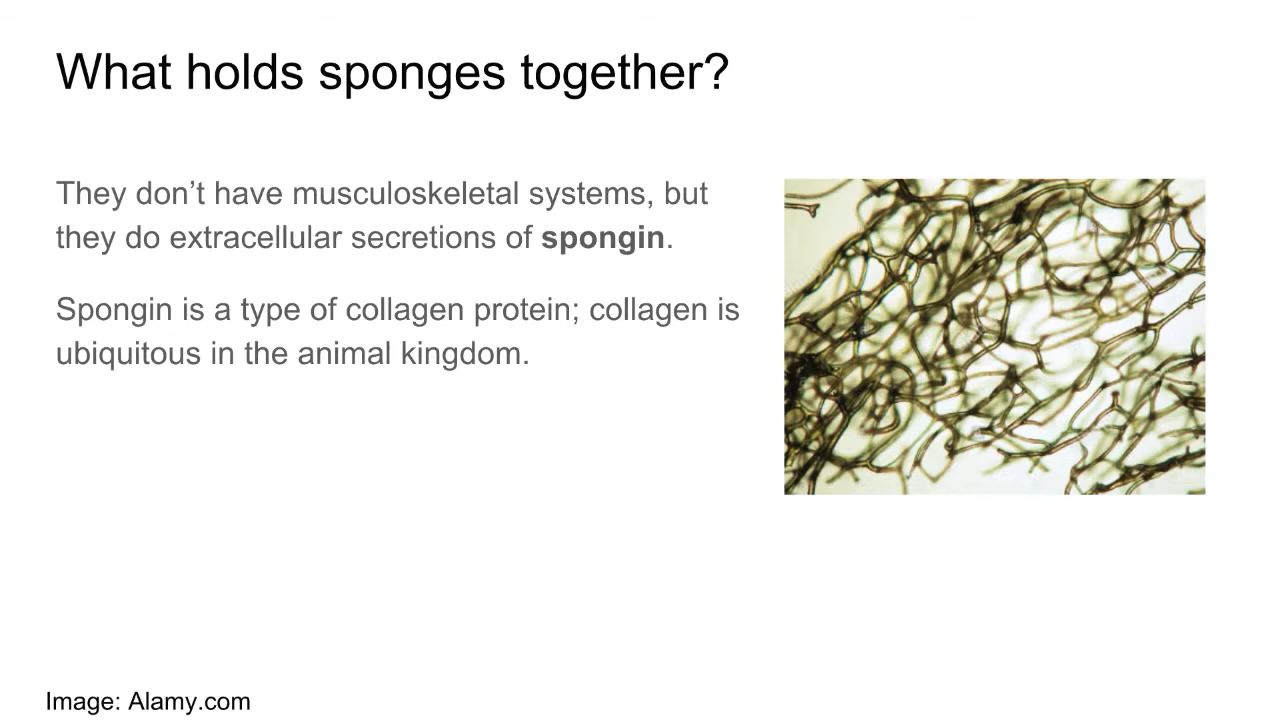 What holds sponges together?
They don’t have musculoskeletal systems, but
they do extracellular secretions of spongin.
Spongin is a type of collagen protein; collagen is
ubiquitous in the animal kingdom.
Image: Alamy.com